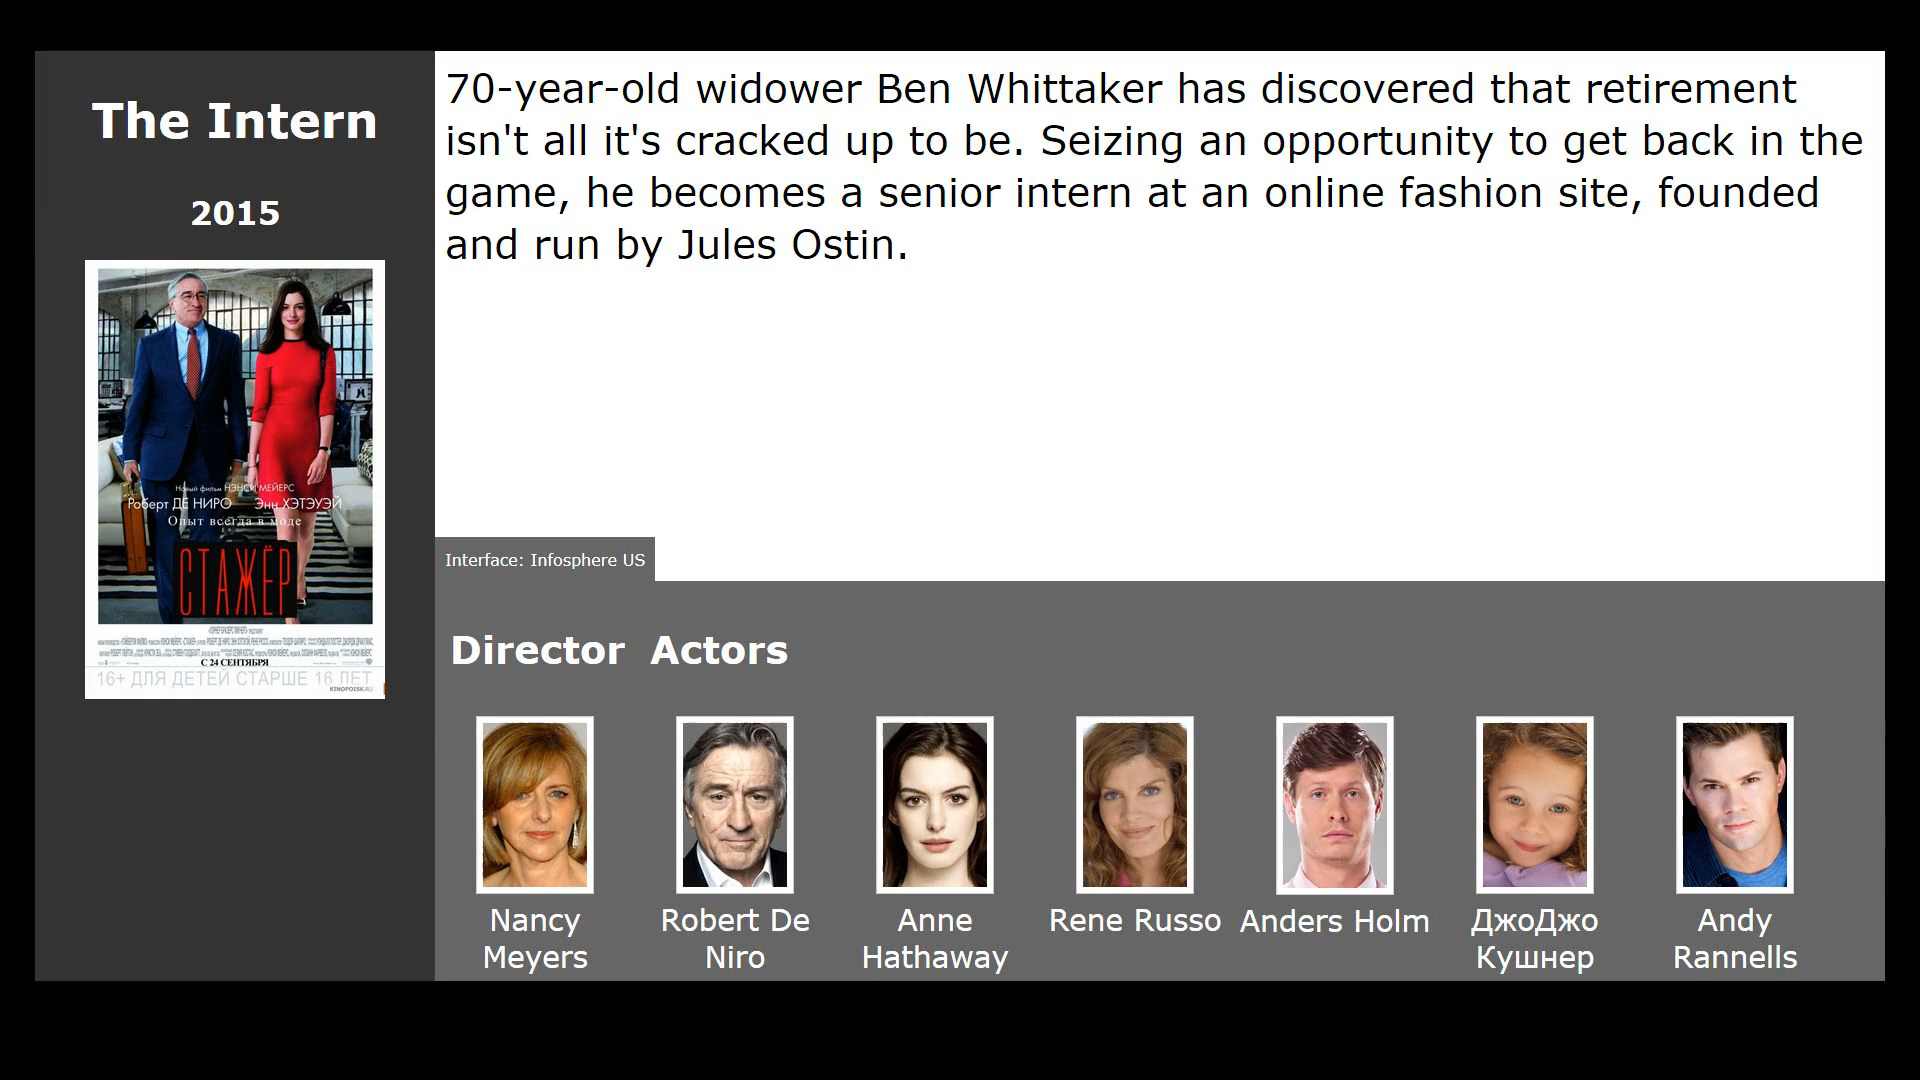 The Intern
2015
Новый фильм НЭНСИ МЕЙЕРС
Роберт ДЕ НИРО Энн ХЭТЭУЭЙ
Опыт всегда в моде
СТАЖЁР
С 24 СЕНТЯБРЯ
16+ ДЛЯ ДЕТЕЙ СТАРШЕ 16 ЛЕТ
KINOPOISK.RU
70-year-old widower Ben Whittaker has discovered that retirement
isn't all it's cracked up to be. Seizing an opportunity to get back in the
game, he becomes a senior intern at an online fashion site, founded
and run by Jules Ostin.
Interface: Infosphere US
Director Actors
Nancy
Meyers
Robert De
Niro
Anne
Hathaway
Rene Russo
Anders Holm
ДжоДжо
Кушнер
Andy
Rannells